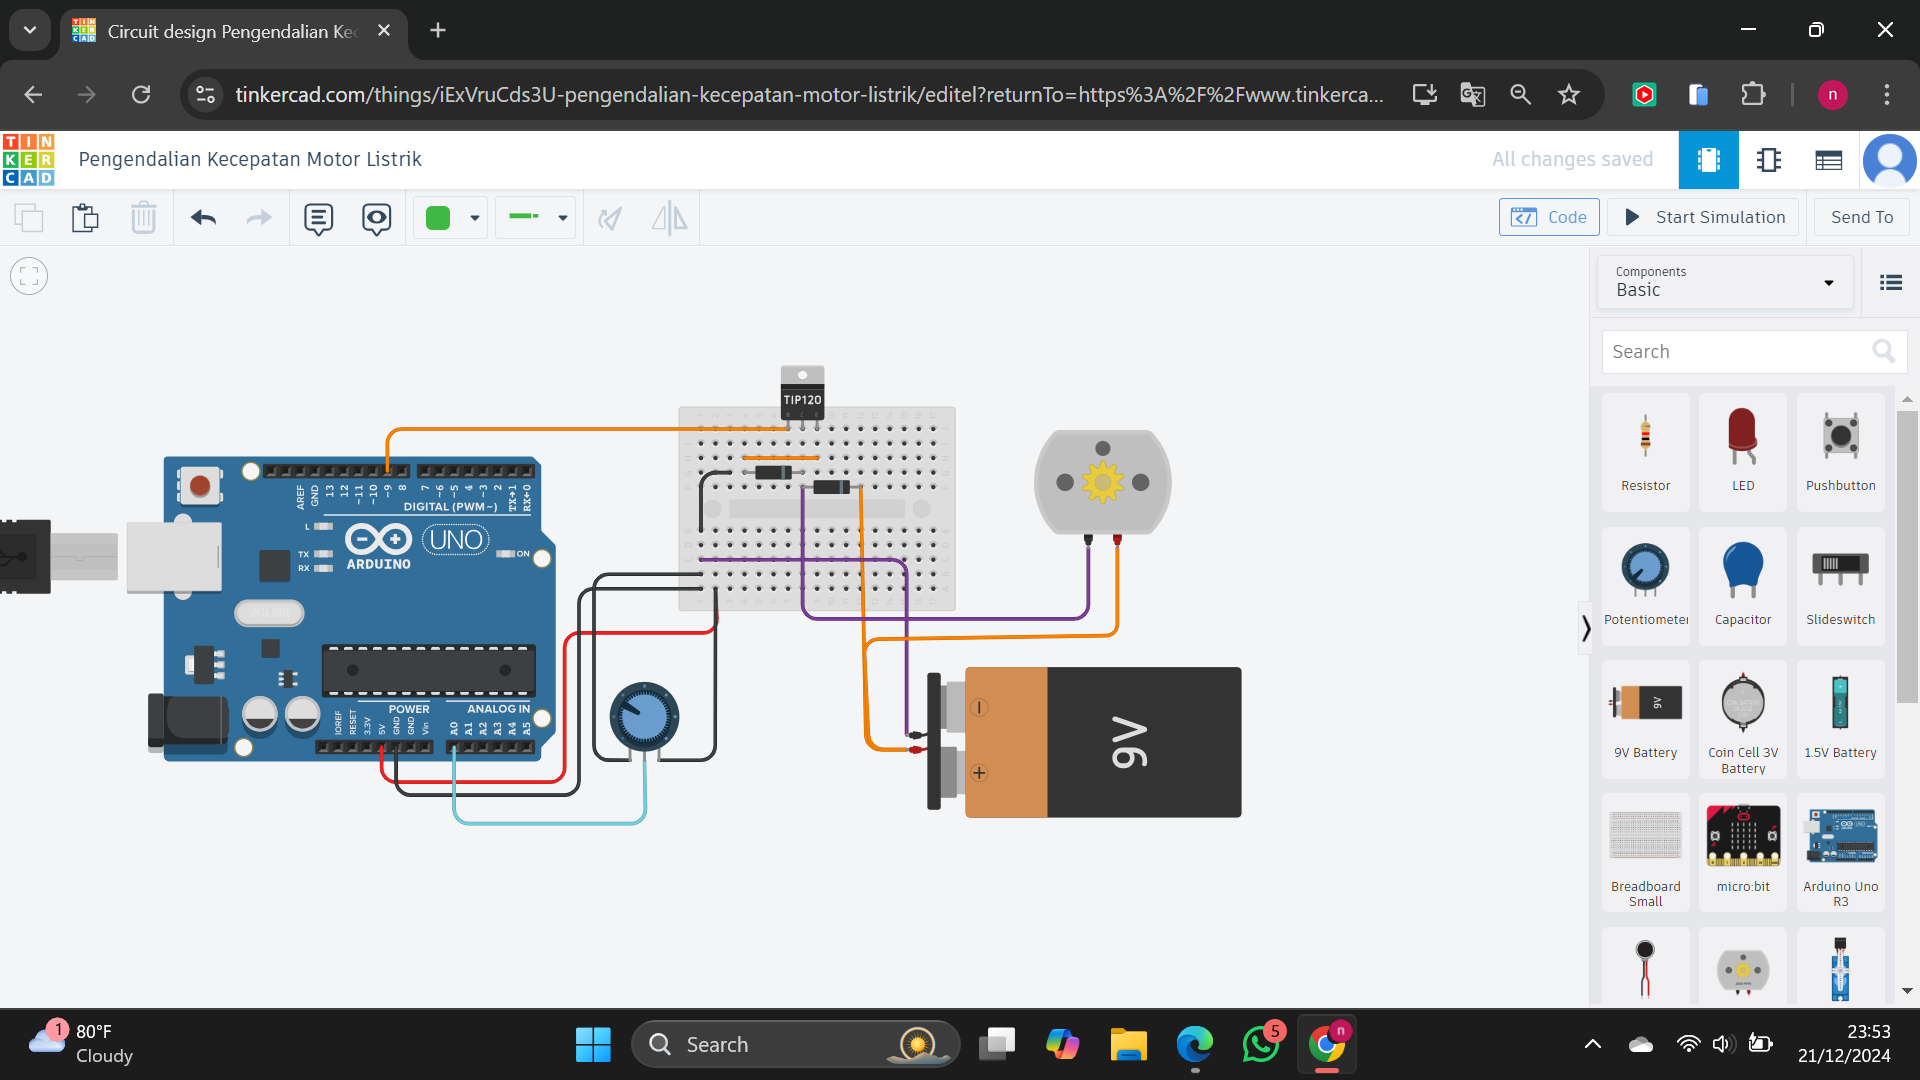 Circuit design Pengendalian Kec
tinkercad.com/things/iExVruCds3U-pengendalian-kecepatan-motor-listrik/editel?returnTo=https%3A%2F%2Fwww.tinkerca...
n
TIN
KER
CAD
Pengendalian Kecepatan Motor Listrik
All changes saved
Code
Start Simulation
Send To
Components
Basic
Search
Resistor
LED
Pushbutton
Potentiometer
Capacitor
Slideswitch
9V
9V Battery
Coin Cell 3V
Battery
1.5V Battery
Breadboard
Small
micro:bit
Arduino Uno
R3
TIP120
AREF
GND
13
12
~11
~10
~9
8
7
~6
~5
4
~3
2
TX→1
RX←0
DIGITAL (PWM~)
L
TX
RX
UNO
ARDUINO
ON
POWER
ANALOG IN
IOREF
RESET
3.3V
5V
GND
GND
Vin
A0
A1
A2
A3
A4
A5
9V
1
80°F
Cloudy
Search
5
n
23:53
21/12/2024